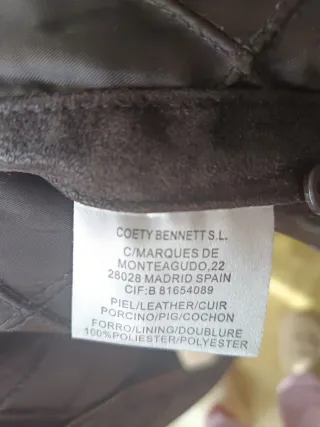 COETY BENNETT S.L.
C/MARQUES DE
MONTEAGUDO,22
28028 MADRID SPAIN
CIF:B 81654089
PIEL/LEATHER/CUIR
PORCINO/PIG/COCHON
FORRO/LINING/DOUBLURE
100%POLIESTER/POLYESTER